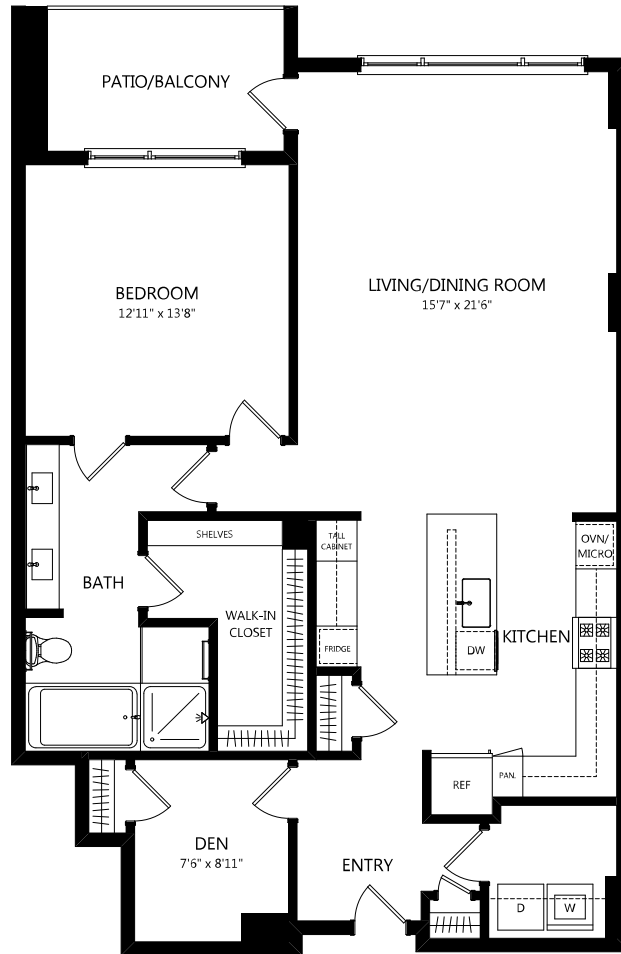 PATIO/BALCONY
BEDROOM
12'11" x 13'8"
LIVING/DINING ROOM
15'7" x 21'6"
SHELVES
TALL
CABINET
OVN/
MICRO
BATH
WALK-IN
CLOSET
FRIDGE
KITCHEN
DW
REF
PAN.
DEN
7'6" x 8'11"
ENTRY
D
W